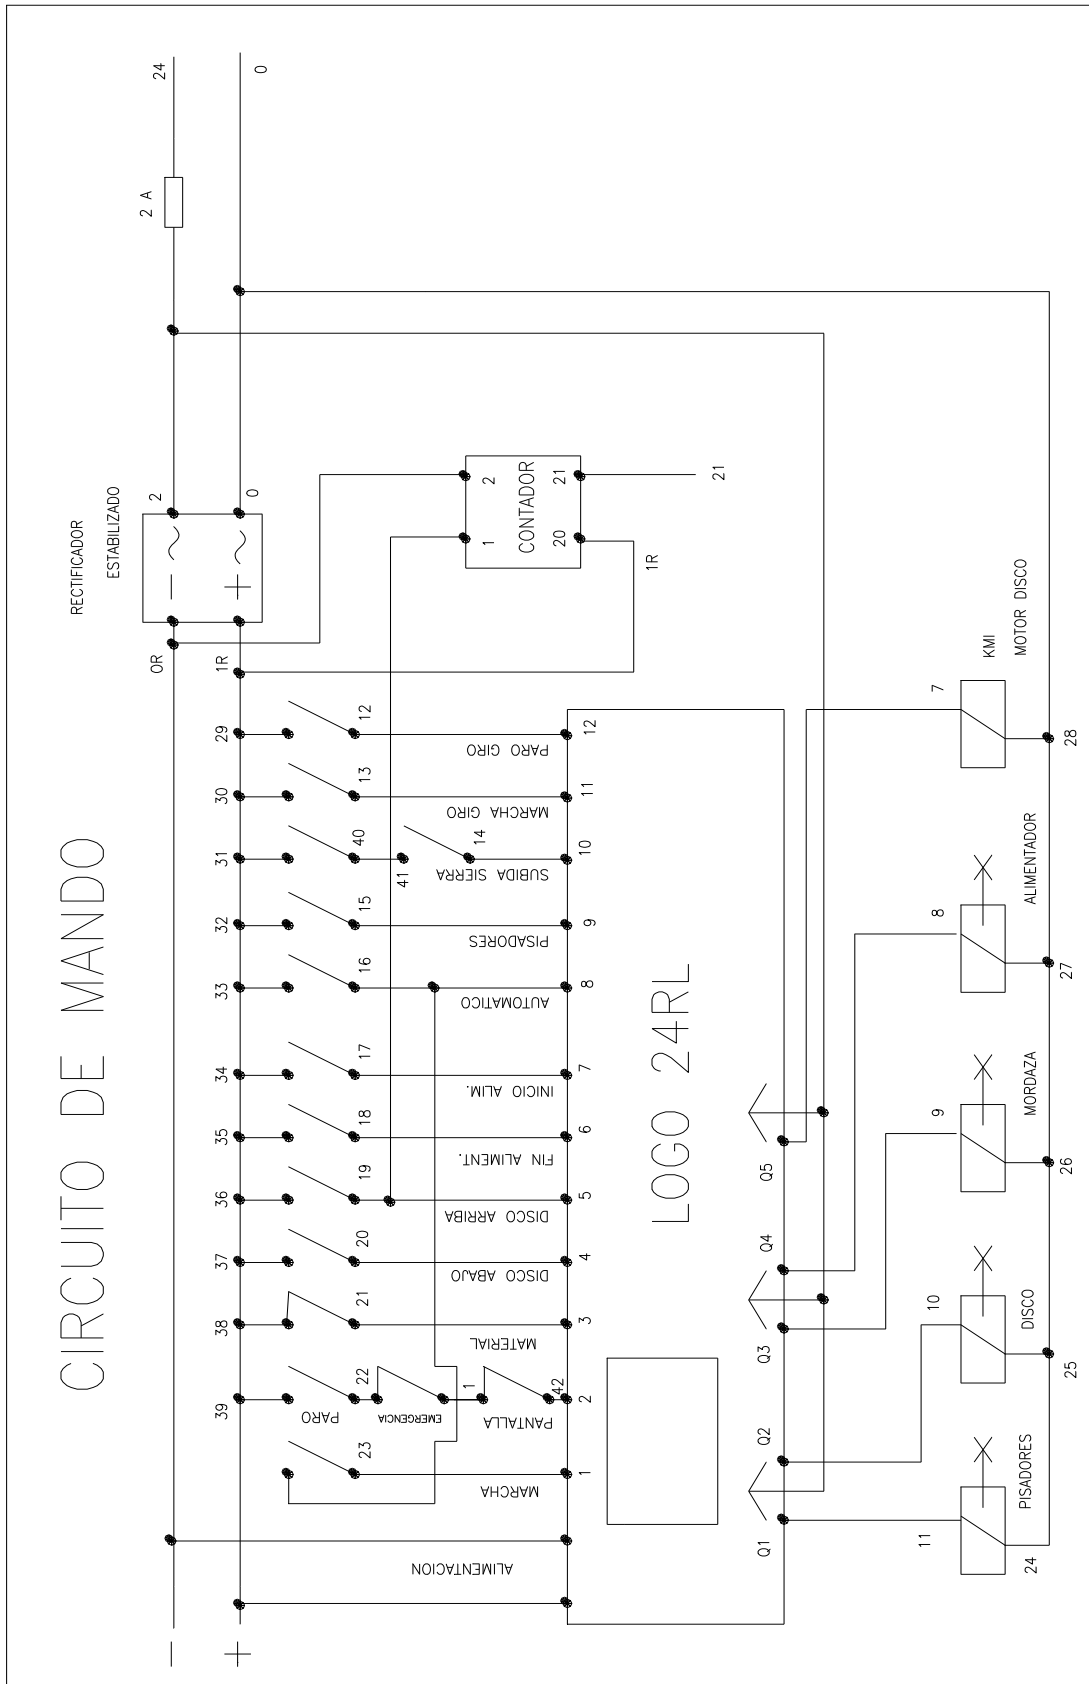 CIRCUITO DE MANDO
24
0
2 A
RECTIFICADOR
ESTABILIZADO
2
0
– ~
+ ~
0R
1R
–
+
39
38
37
36
35
34
33
32
31
30
29
23
22
21
20
19
18
17
16
15
40
13
12
1
42
41
14
PARO
EMERGENCIA
PANTALLA
MARCHA
MATERIAL
DISCO ABAJO
DISCO ARRIBA
FIN ALIMENT.
INICIO ALIM.
AUTOMATICO
PISADORES
SUBIDA SIERRA
MARCHA GIRO
PARO GIRO
ALIMENTACION
1
2
3
4
5
6
7
8
9
10
11
12
CONTADOR
1
2
20
21
1R
21
LOGO 24RL
Q1
Q2
Q3
Q4
Q5
11
10
9
8
7
PISADORES
DISCO
MORDAZA
ALIMENTADOR
KMI
MOTOR DISCO
24
25
26
27
28